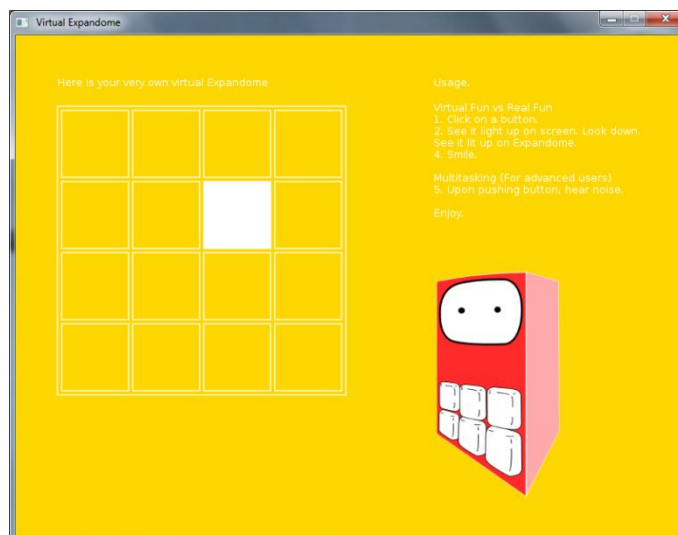 Virtual Expandome
Here is your very own virtual Expandome
Usage.
Virtual Fun vs Real Fun
1. Click on a button.
2. See it light up on screen. Look down.
See it lit up on Expandome.
4. Smile.
Multitasking (For advanced users)
5. Upon pushing button, hear noise.
Enjoy.